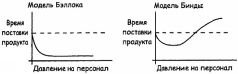 Модель Бэллока
Время
поставки
продукта
Давление на персонал
Модель Бинды
Время
поставки
продукта
Давление на персонал